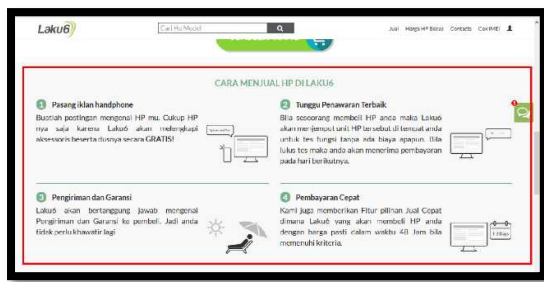 Laku6
Cari Hp Model
Jual Harga HP Bekas Contacts Cek IMEI
CARA MENJUAL HP DI LAKU6
1 Pasang iklan handphone
Buatlah postingan mengenai HP mu. Cukup HP
nya saja karena Laku6 akan melengkapi
aksesoris beserta dusnya secara GRATIS!
2 Tunggu Penawaran Terbaik
Bila seseorang membeli HP anda maka Laku6
akan menjemput unit HP tersebut di tempat anda
untuk tes fungsi tanpa ada biaya apapun. Bila
lulus tes maka anda akan menerima pembayaran
pada hari berikutnya.
3 Pengiriman dan Garansi
Laku6 akan bertanggung jawab mengenai
Pengiriman dan Garansi ke pembeli. Jadi anda
tidak perlu khawatir lagi
4 Pembayaran Cepat
Kami juga memberikan Fitur pilihan Jual Cepat
dimana Laku6 yang akan membeli HP anda
dengan harga pasti dalam waktu 48 Jam bila
memenuhi kriteria.